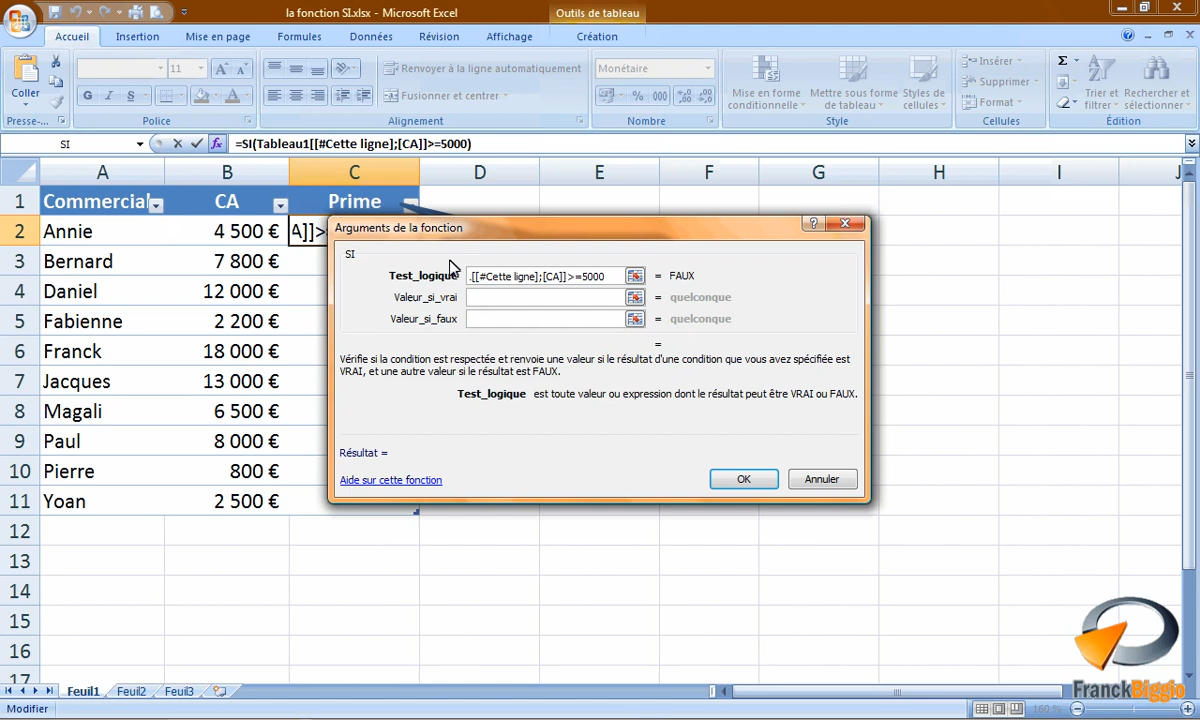 la fonction SI.xlsx - Microsoft Excel
Outils de tableau
Accueil Insertion Mise en page Formules Données Révision Affichage Création
Coller
Presse-...
11 A A
G I S
Police
Renvoyer à la ligne automatiquement
Fusionner et centrer
Alignement
Monétaire
% 000
Nombre
Mise en forme conditionnelle
Mettre sous forme de tableau
Styles de cellules
Style
Insérer
Supprimer
Format
Cellules
Σ
Trier et filtrer
Rechercher et sélectionner
Édition
SI
fx
=SI(Tableau1[[#Cette ligne];[CA]]>=5000)
A B C D E F G H I J
1 Commercial CA Prime
2 Annie 4 500 € A]]>
3 Bernard 7 800 €
4 Daniel 12 000 €
5 Fabienne 2 200 €
6 Franck 18 000 €
7 Jacques 13 000 €
8 Magali 6 500 €
9 Paul 8 000 €
10 Pierre 800 €
11 Yoan 2 500 €
12
13
14
15
16
17
Arguments de la fonction
SI
Test_logique .[[#Cette ligne];[CA]]>=5000 = FAUX
Valeur_si_vrai = quelconque
Valeur_si_faux = quelconque
=
Vérifie si la condition est respectée et renvoie une valeur si le résultat d'une condition que vous avez spécifiée est
VRAI, et une autre valeur si le résultat est FAUX.
Test_logique est toute valeur ou expression dont le résultat peut être VRAI ou FAUX.
Résultat =
Aide sur cette fonction
OK Annuler
FranckBiggio
Feuil1 Feuil2 Feuil3
Modifier
160 %